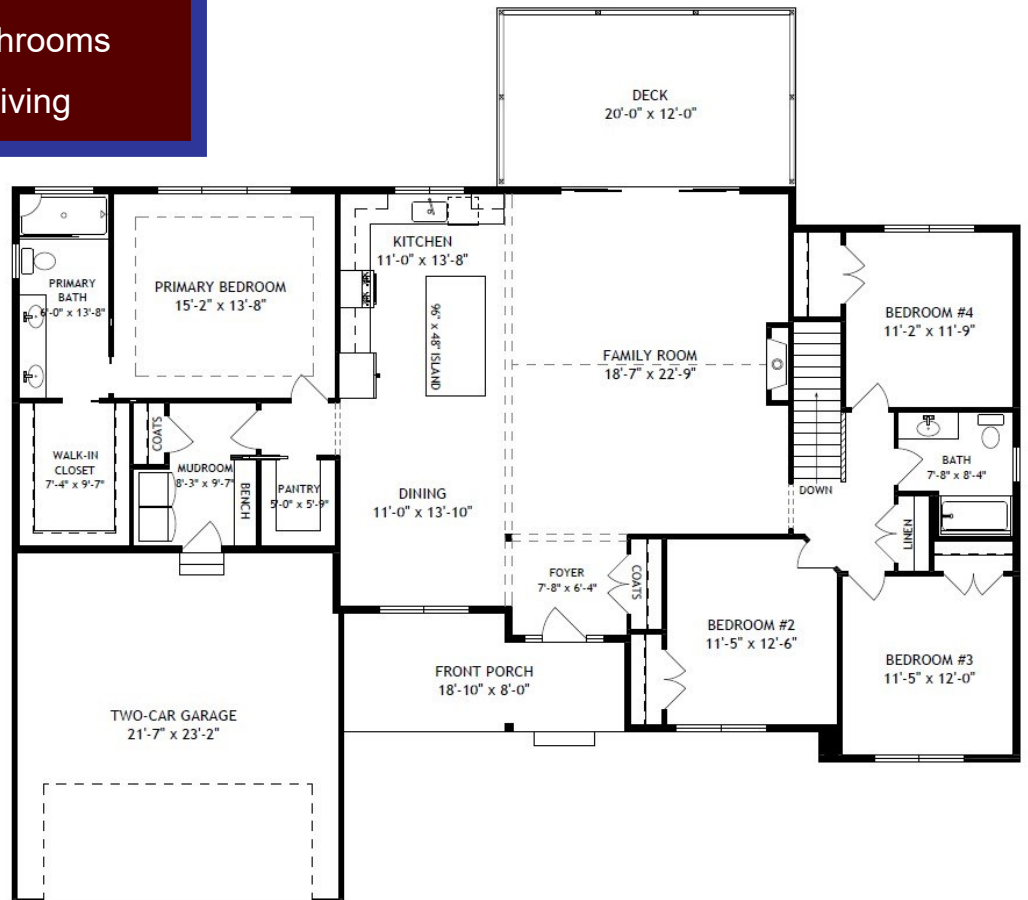 hrooms
iving
DECK
20'-0" x 12'-0"
KITCHEN
11'-0" x 13'-8"
PRIMARY BEDROOM
15'-2" x 13'-8"
PRIMARY
BATH
6'-0" x 13'-8"
96" x 48" ISLAND
FAMILY ROOM
18'-7" x 22'-9"
BEDROOM #4
11'-2" x 11'-9"
WALK-IN
CLOSET
7'-4" x 9'-7"
COATS
MUDROOM
8'-3" x 9'-7"
BENCH
PANTRY
5'-0" x 5'-9"
DINING
11'-0" x 13'-10"
DOWN
BATH
7'-8" x 8'-4"
LINEN
FOYER
7'-8" x 6'-4"
COATS
BEDROOM #2
11'-5" x 12'-6"
BEDROOM #3
11'-5" x 12'-0"
FRONT PORCH
18'-10" x 8'-0"
TWO-CAR GARAGE
21'-7" x 23'-2"